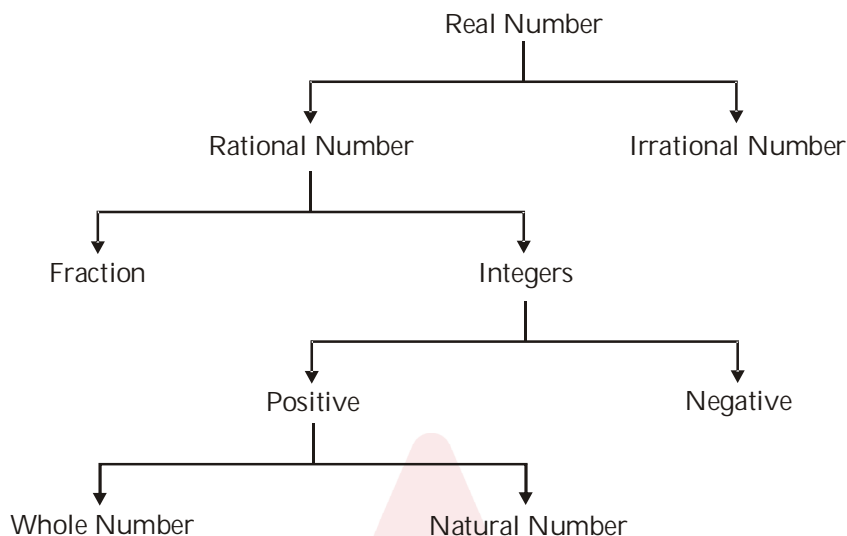 Real Number
Rational Number Irrational Number
Fraction Integers
Positive Negative
Whole Number Natural Number